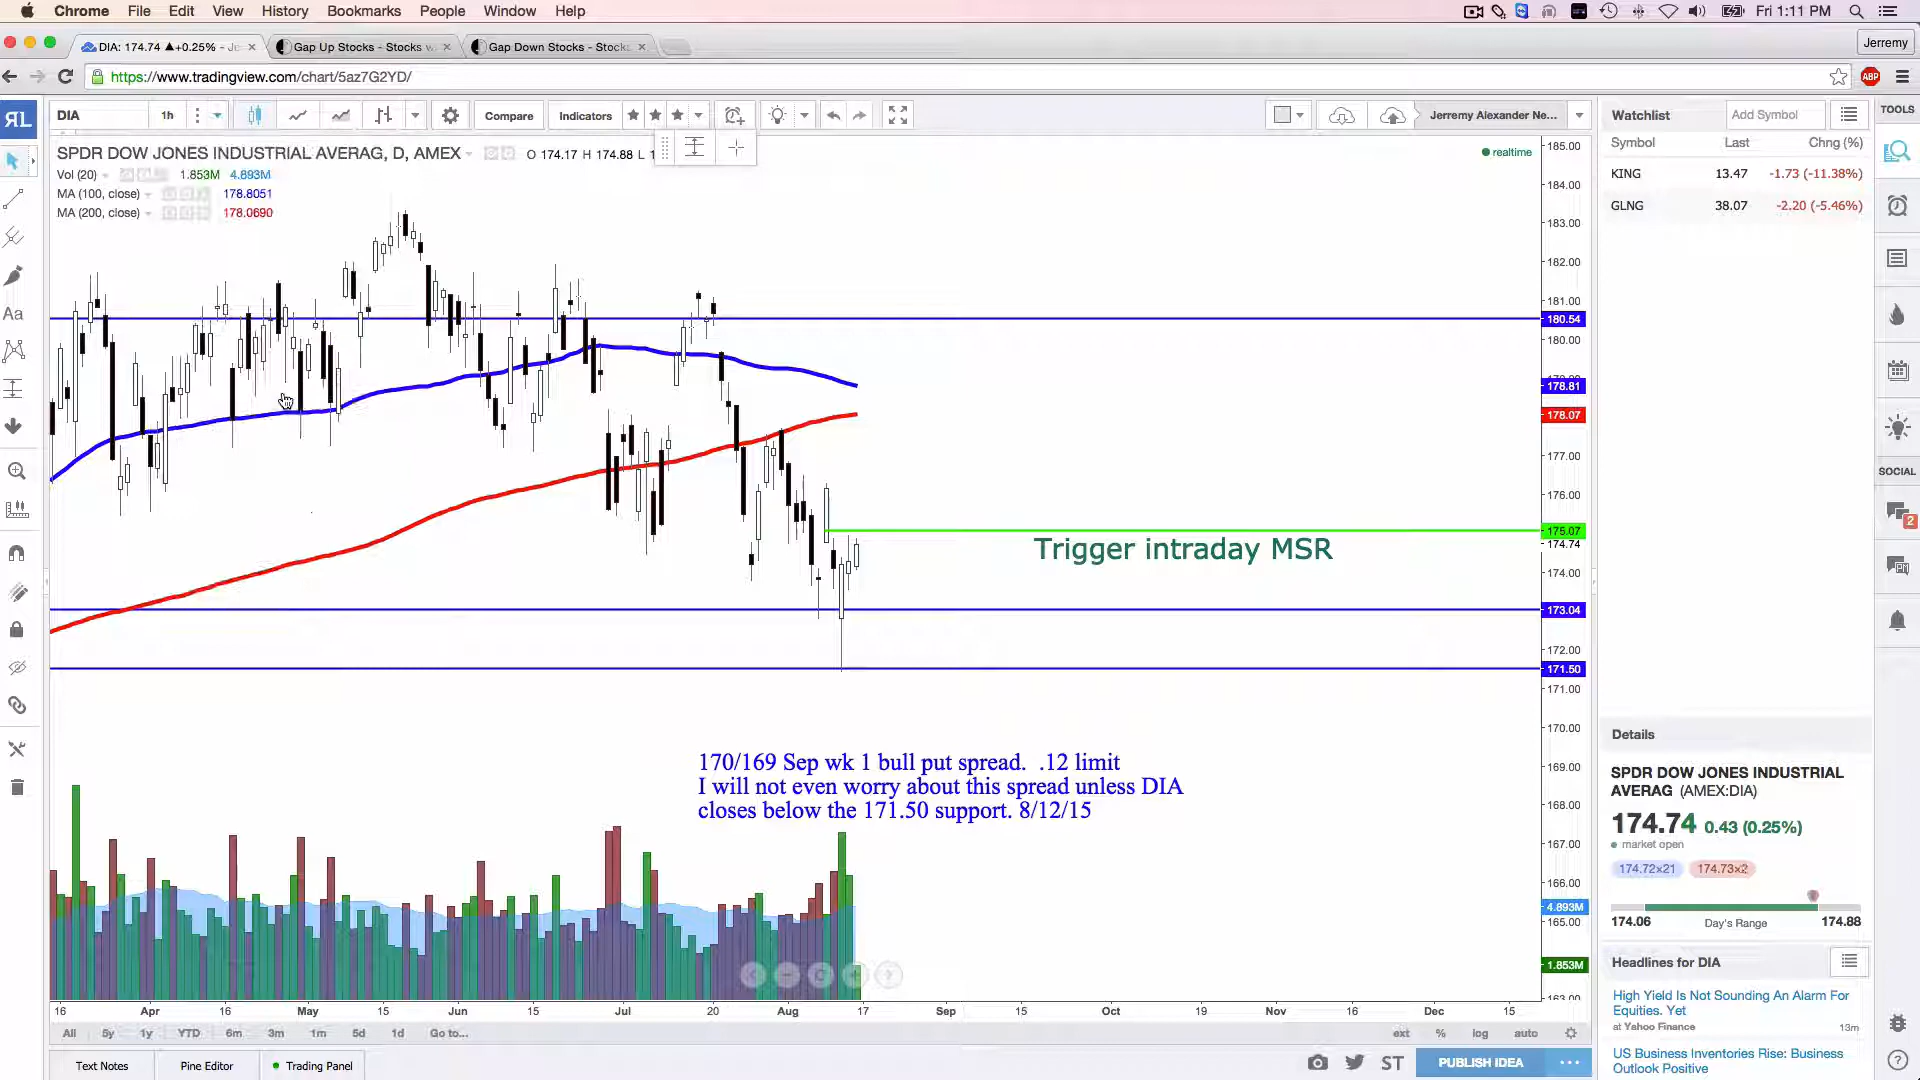 Chrome File Edit View History Bookmarks People Window Help Fri 1:11 PM
DIA: 174.74 ▲+0.25% - Je Gap Up Stocks - Stocks w Gap Down Stocks - Stocks Jerremy
https://www.tradingview.com/chart/5az7G2YD/ ABP
DIA 1h Compare Indicators Jerremy Alexander Ne...
SPDR DOW JONES INDUSTRIAL AVERAG, D, AMEX O 174.17 H 174.88 L realtime
Vol (20) 1.853M 4.893M
MA (100, close) 178.8051
MA (200, close) 178.0690
185.00
184.00
183.00
182.00
181.00
180.54
180.00
178.81
178.07
177.00
176.00
175.07
174.74
174.00
173.04
172.00
171.50
171.00
170.00
169.00
168.00
167.00
166.00
4.893M
165.00
1.853M
163.00
Trigger intraday MSR
170/169 Sep wk 1 bull put spread. .12 limit
I will not even worry about this spread unless DIA
closes below the 171.50 support. 8/12/15
16 Apr 16 May 15 Jun 15 Jul 20 Aug 17 Sep 15 Oct 19 Nov 16 Dec 15
All 5y 1y YTD 6m 3m 1m 5d 1d Go to... ext % log auto
Text Notes Pine Editor Trading Panel ST PUBLISH IDEA ...
Watchlist Add Symbol
Symbol Last Chng (%)
KING 13.47 -1.73 (-11.38%)
GLNG 38.07 -2.20 (-5.46%)
Details
SPDR DOW JONES INDUSTRIAL
AVERAG (AMEX:DIA)
174.74 0.43 (0.25%)
market open
174.72x21 174.73x2
174.06 Day's Range 174.88
Headlines for DIA
High Yield Is Not Sounding An Alarm For
Equities. Yet
at Yahoo Finance 13m
US Business Inventories Rise: Business
Outlook Positive
TOOLS
SOCIAL
2
Aa